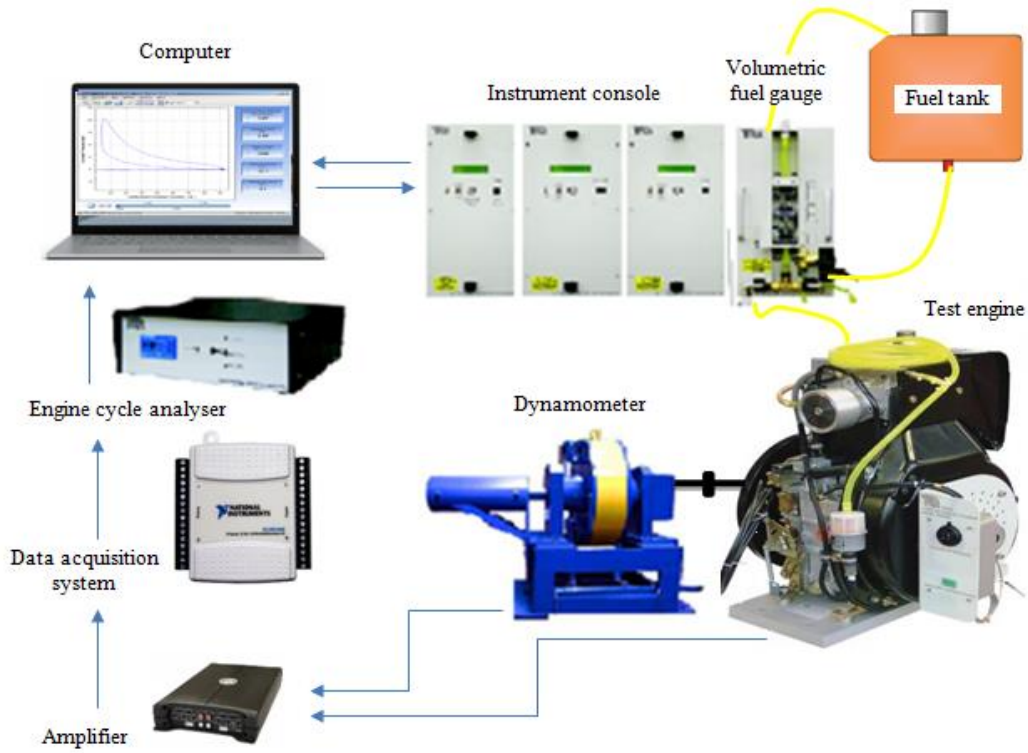 Computer
Instrument console
Volumetric
fuel gauge
Fuel tank
Test engine
Engine cycle analyser
Dynamometer
NATIONAL
INSTRUMENTS
Data acquisition
system
Amplifier